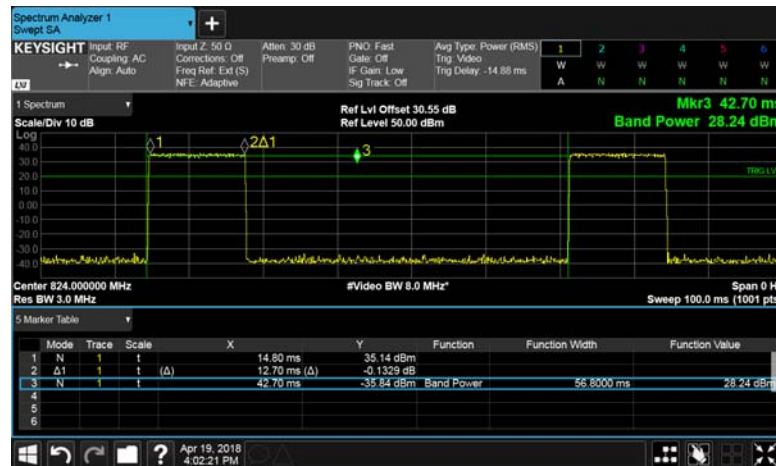 Spectrum Analyzer 1
Swept SA
+
KEYSIGHT
Input: RF
Coupling: AC
Align: Auto
Input Z: 50 Ω
Corrections: Off
Freq Ref: Ext (S)
NFE: Adaptive
Atten: 30 dB
Preamp: Off
PNO: Fast
Gate: Off
IF Gain: Low
Sig Track: Off
Avg Type: Power (RMS)
Trig: Video
Trig Delay: -14.88 ms
1 2 3 4 5 6
W W W W W W
A N N N N N
LXI
1 Spectrum
Scale/Div 10 dB
Ref Lvl Offset 30.55 dB
Ref Level 50.00 dBm
Mkr3 42.70 ms
Band Power 28.24 dBm
Log
40.0
30.0
20.0
10.0
0.00
-10.0
-20.0
-30.0
-40.0
1
2Δ1
3
TRIG LV
Center 824.000000 MHz
Res BW 3.0 MHz
#Video BW 8.0 MHz*
Span 0 H
Sweep 100.0 ms (1001 pts
5 Marker Table
Mode Trace Scale X Y Function Function Width Function Value
1 N 1 t 14.80 ms 35.14 dBm
2 Δ1 1 t (Δ) 12.70 ms (Δ) -0.1329 dB
3 N 1 t 42.70 ms -35.84 dBm Band Power 56.8000 ms 28.24 dBm
4
5
6
?
Apr 19, 2018
4:02:21 PM